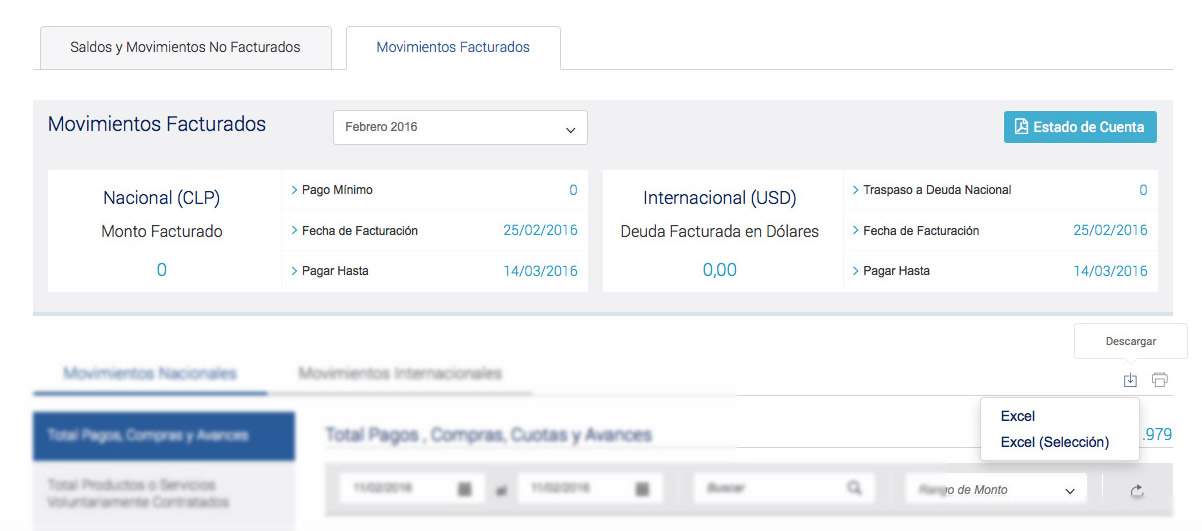 Saldos y Movimientos No Facturados
Movimientos Facturados
Movimientos Facturados
Febrero 2016
Estado de Cuenta
Nacional (CLP)
Monto Facturado
0
Pago Mínimo 0
Fecha de Facturación 25/02/2016
Pagar Hasta 14/03/2016
Internacional (USD)
Deuda Facturada en Dólares
0,00
Traspaso a Deuda Nacional 0
Fecha de Facturación 25/02/2016
Pagar Hasta 14/03/2016
Descargar
Movimientos Nacionales
Movimientos Internacionales
Excel
Excel (Selección)
Total Pagos, Compras y Avances
Total Pagos , Compras, Cuotas y Avances
.979
Total Productos o Servicios
Voluntariamente Contratados
11/02/2016
al
11/02/2016
Buscar
Rango de Monto